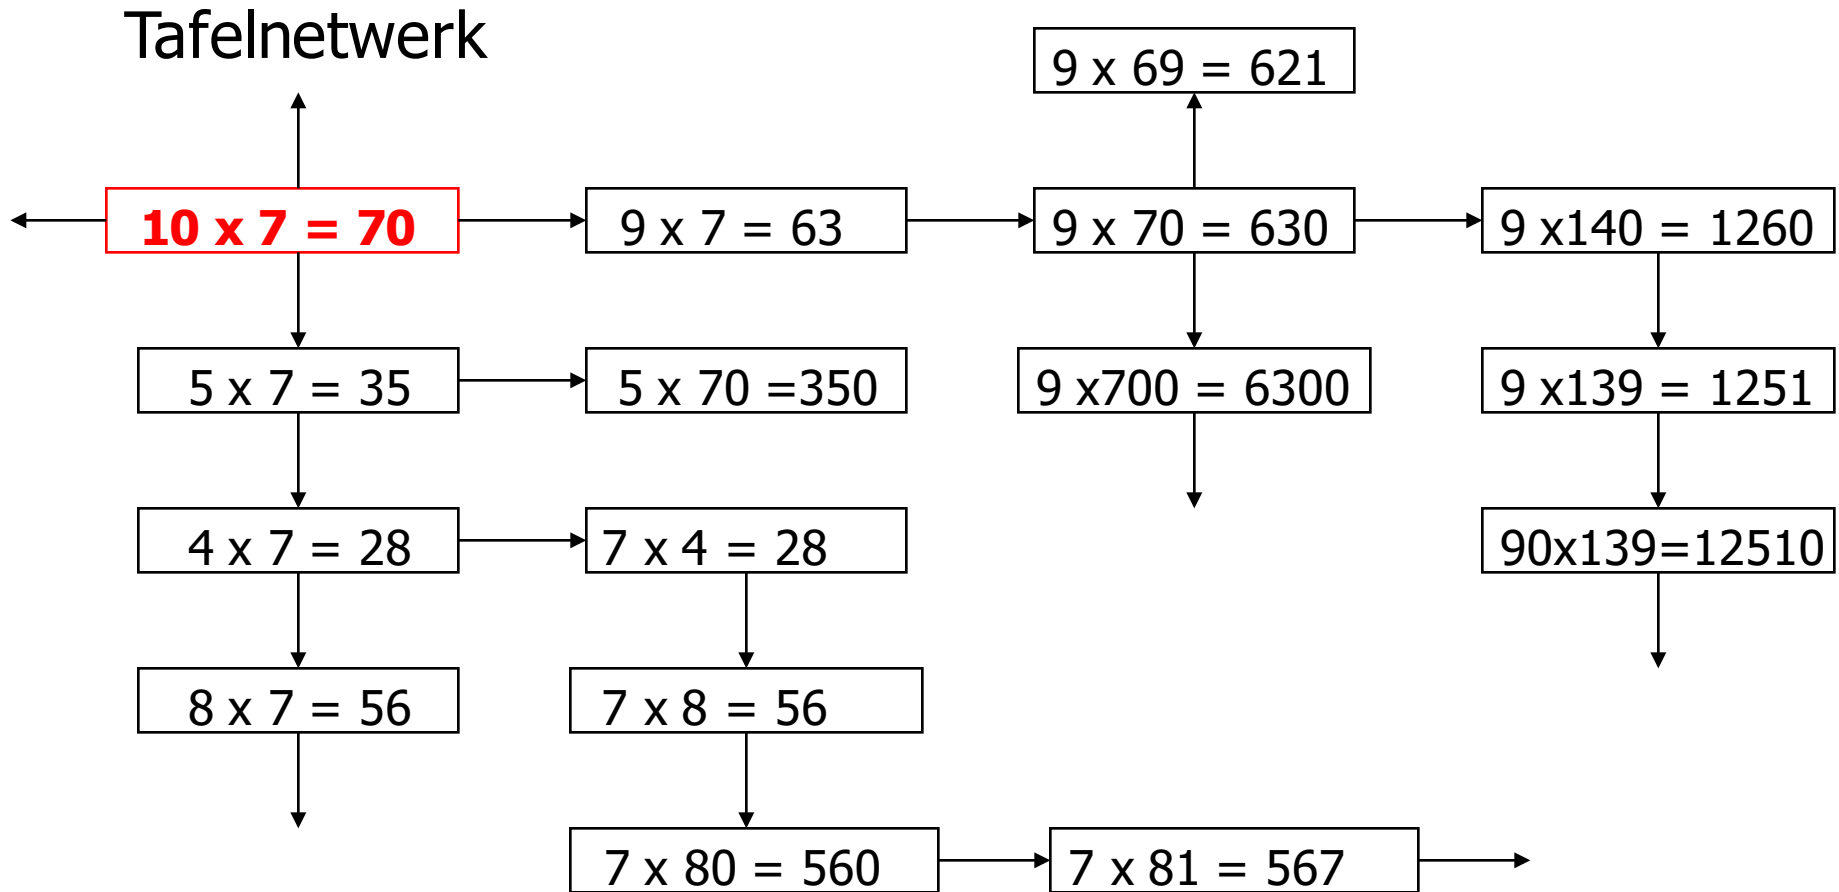 Tafelnetwerk
9 x 69 = 621
10 x 7 = 70
9 x 7 = 63
9 x 70 = 630
9 x140 = 1260
5 x 7 = 35
5 x 70 =350
9 x700 = 6300
9 x139 = 1251
4 x 7 = 28
7 x 4 = 28
90x139=12510
8 x 7 = 56
7 x 8 = 56
7 x 80 = 560
7 x 81 = 567